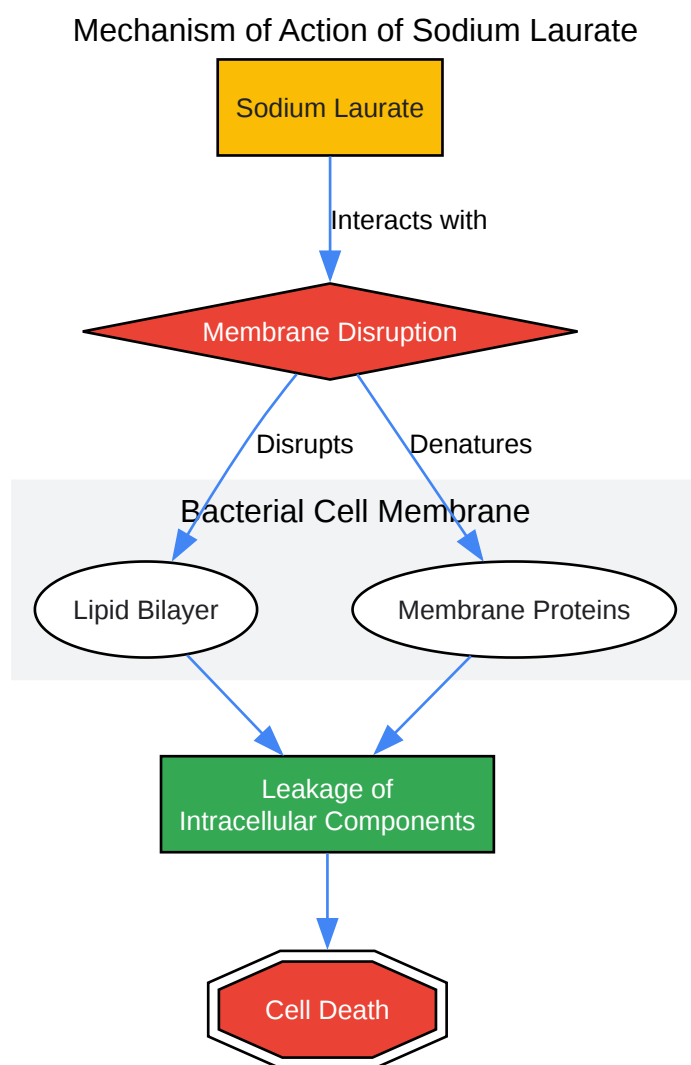 Mechanism of Action of Sodium Laurate
Sodium Laurate
Interacts with
Membrane Disruption
Disrupts
Denatures
Bacterial Cell Membrane
Lipid Bilayer
Membrane Proteins
Leakage of
Intracellular Components
Cell Death